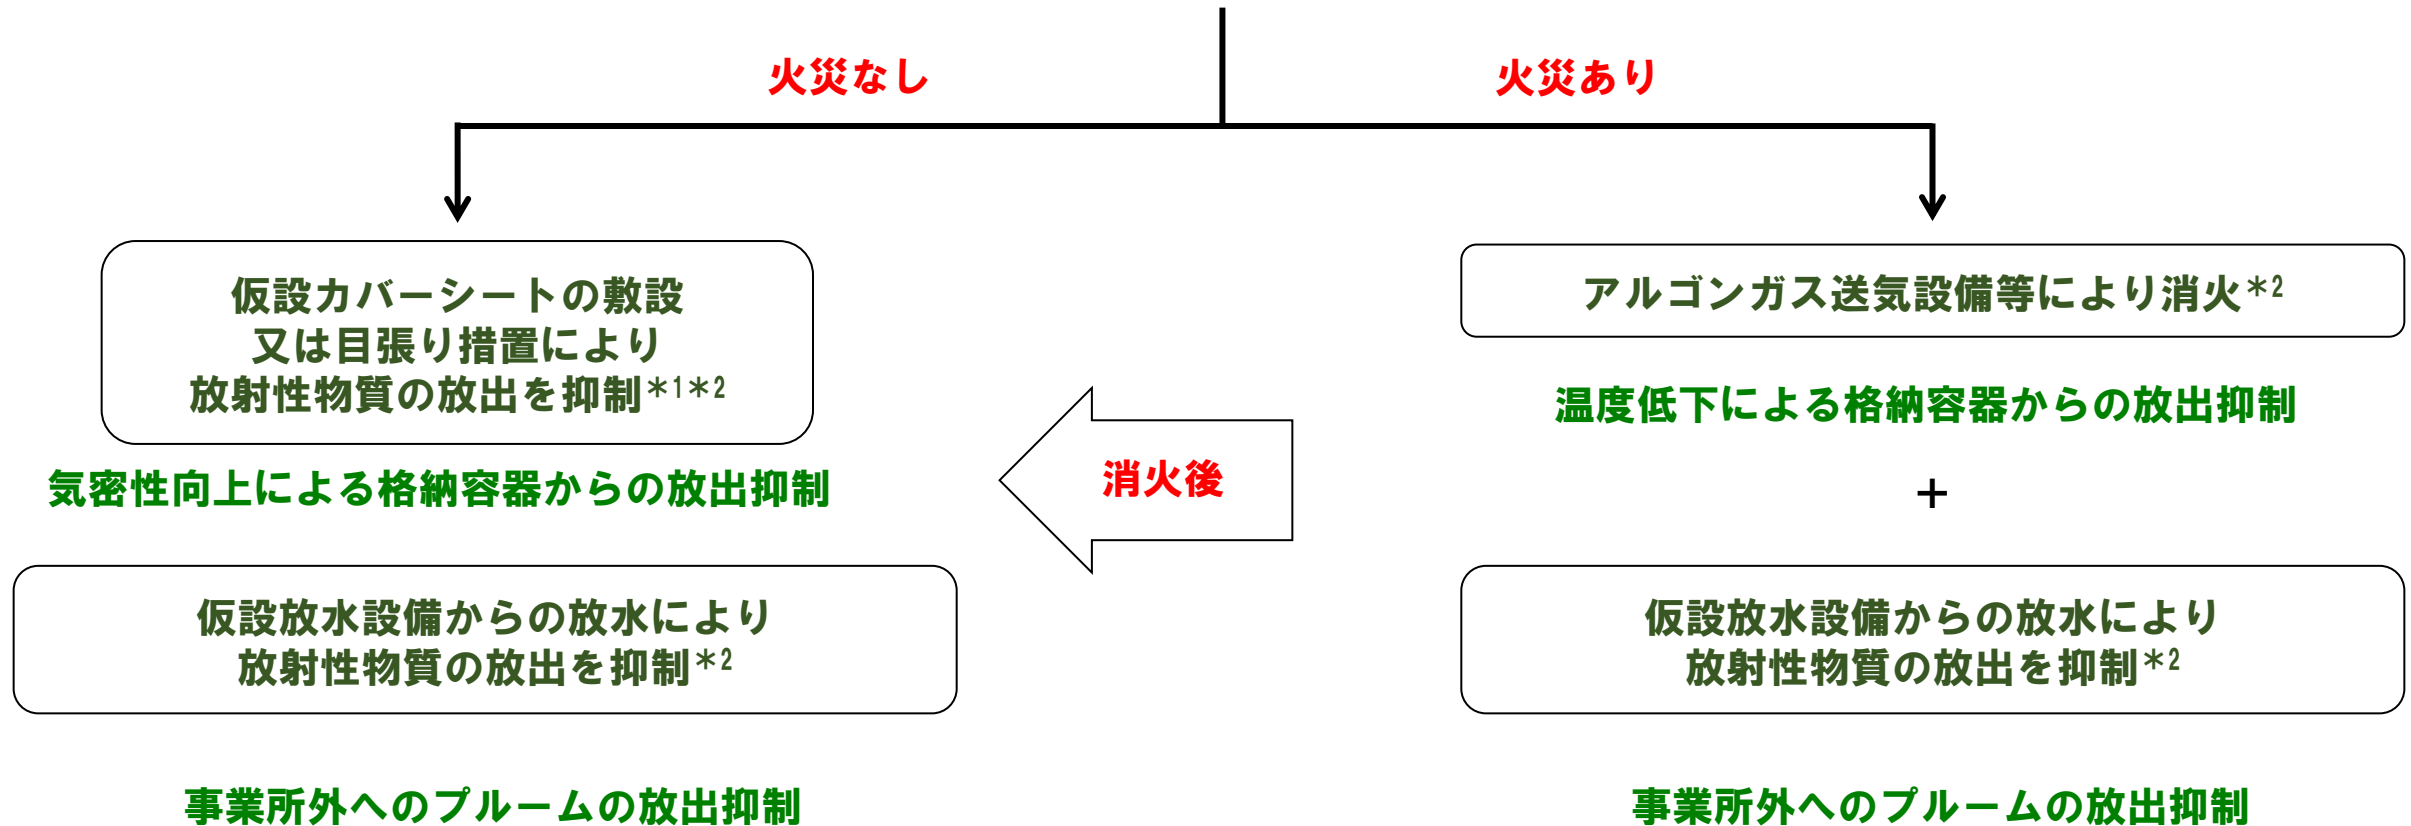 火災なし
火災あり
仮設カバーシートの敷設
又は目張り措置により
放射性物質の放出を抑制＊1＊2
気密性向上による格納容器からの放出抑制
仮設放水設備からの放水により
放射性物質の放出を抑制＊2
事業所外へのプルームの放出抑制
消火後
アルゴンガス送気設備等により消火＊2
温度低下による格納容器からの放出抑制
+
仮設放水設備からの放水により
放射性物質の放出を抑制＊2
事業所外へのプルームの放出抑制